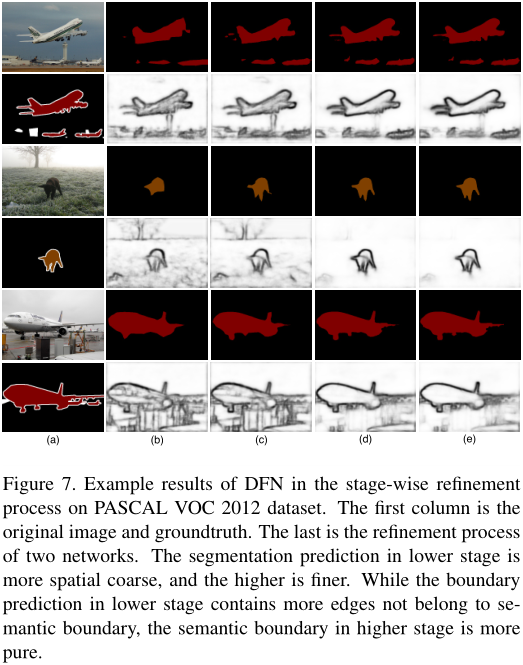 (a) (b) (c) (d) (e)
Figure 7. Example results of DFN in the stage-wise refinement
process on PASCAL VOC 2012 dataset. The first column is the
original image and groundtruth. The last is the refinement process
of two networks. The segmentation prediction in lower stage is
more spatial coarse, and the higher is finer. While the boundary
prediction in lower stage contains more edges not belong to se-
mantic boundary, the semantic boundary in higher stage is more
pure.